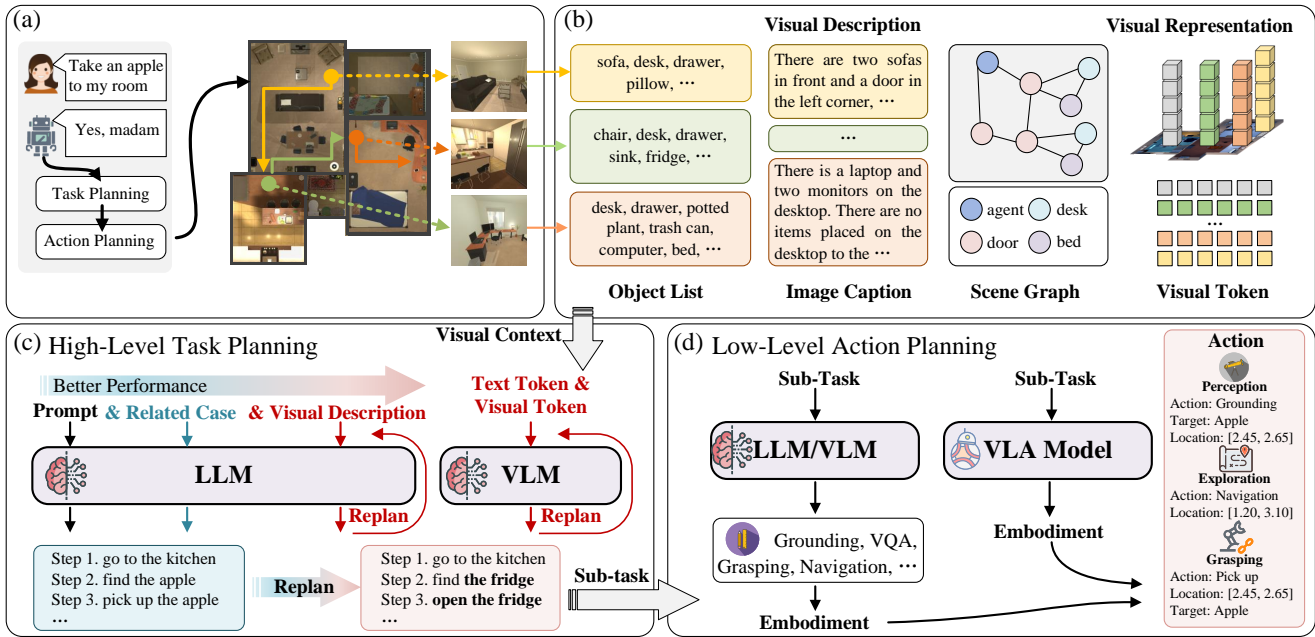 (a)
Take an apple
to my room
Yes, madam
Task Planning
Action Planning
(b)
Visual Description
Visual Representation
sofa, desk, drawer,
pillow, ⋯
chair, desk, drawer,
sink, fridge, ⋯
desk, drawer, potted
plant, trash can,
computer, bed, ⋯
Object List
There are two sofas
in front and a door in
the left corner, ⋯
⋯
There is a laptop and
two monitors on the
desktop. There are no
items placed on the
desktop to the ⋯
Image Caption
agent
desk
door
bed
Scene Graph
⋯
Visual Token
Visual Context
(c) High-Level Task Planning
Better Performance
Prompt & Related Case & Visual Description
Text Token &
Visual Token
LLM
VLM
Replan
Replan
Step 1. go to the kitchen
Step 2. find the apple
Step 3. pick up the apple
⋯
Replan
Step 1. go to the kitchen
Step 2. find the fridge
Step 3. open the fridge
⋯
Sub-task
(d) Low-Level Action Planning
Sub-Task
LLM/VLM
Grounding, VQA,
Grasping, Navigation, ⋯
Embodiment
Sub-Task
VLA Model
Embodiment
Action
Perception
Action: Grounding
Target: Apple
Location: [2.45, 2.65]
Exploration
Action: Navigation
Location: [1.20, 3.10]
Grasping
Action: Pick up
Location: [2.45, 2.65]
Target: Apple